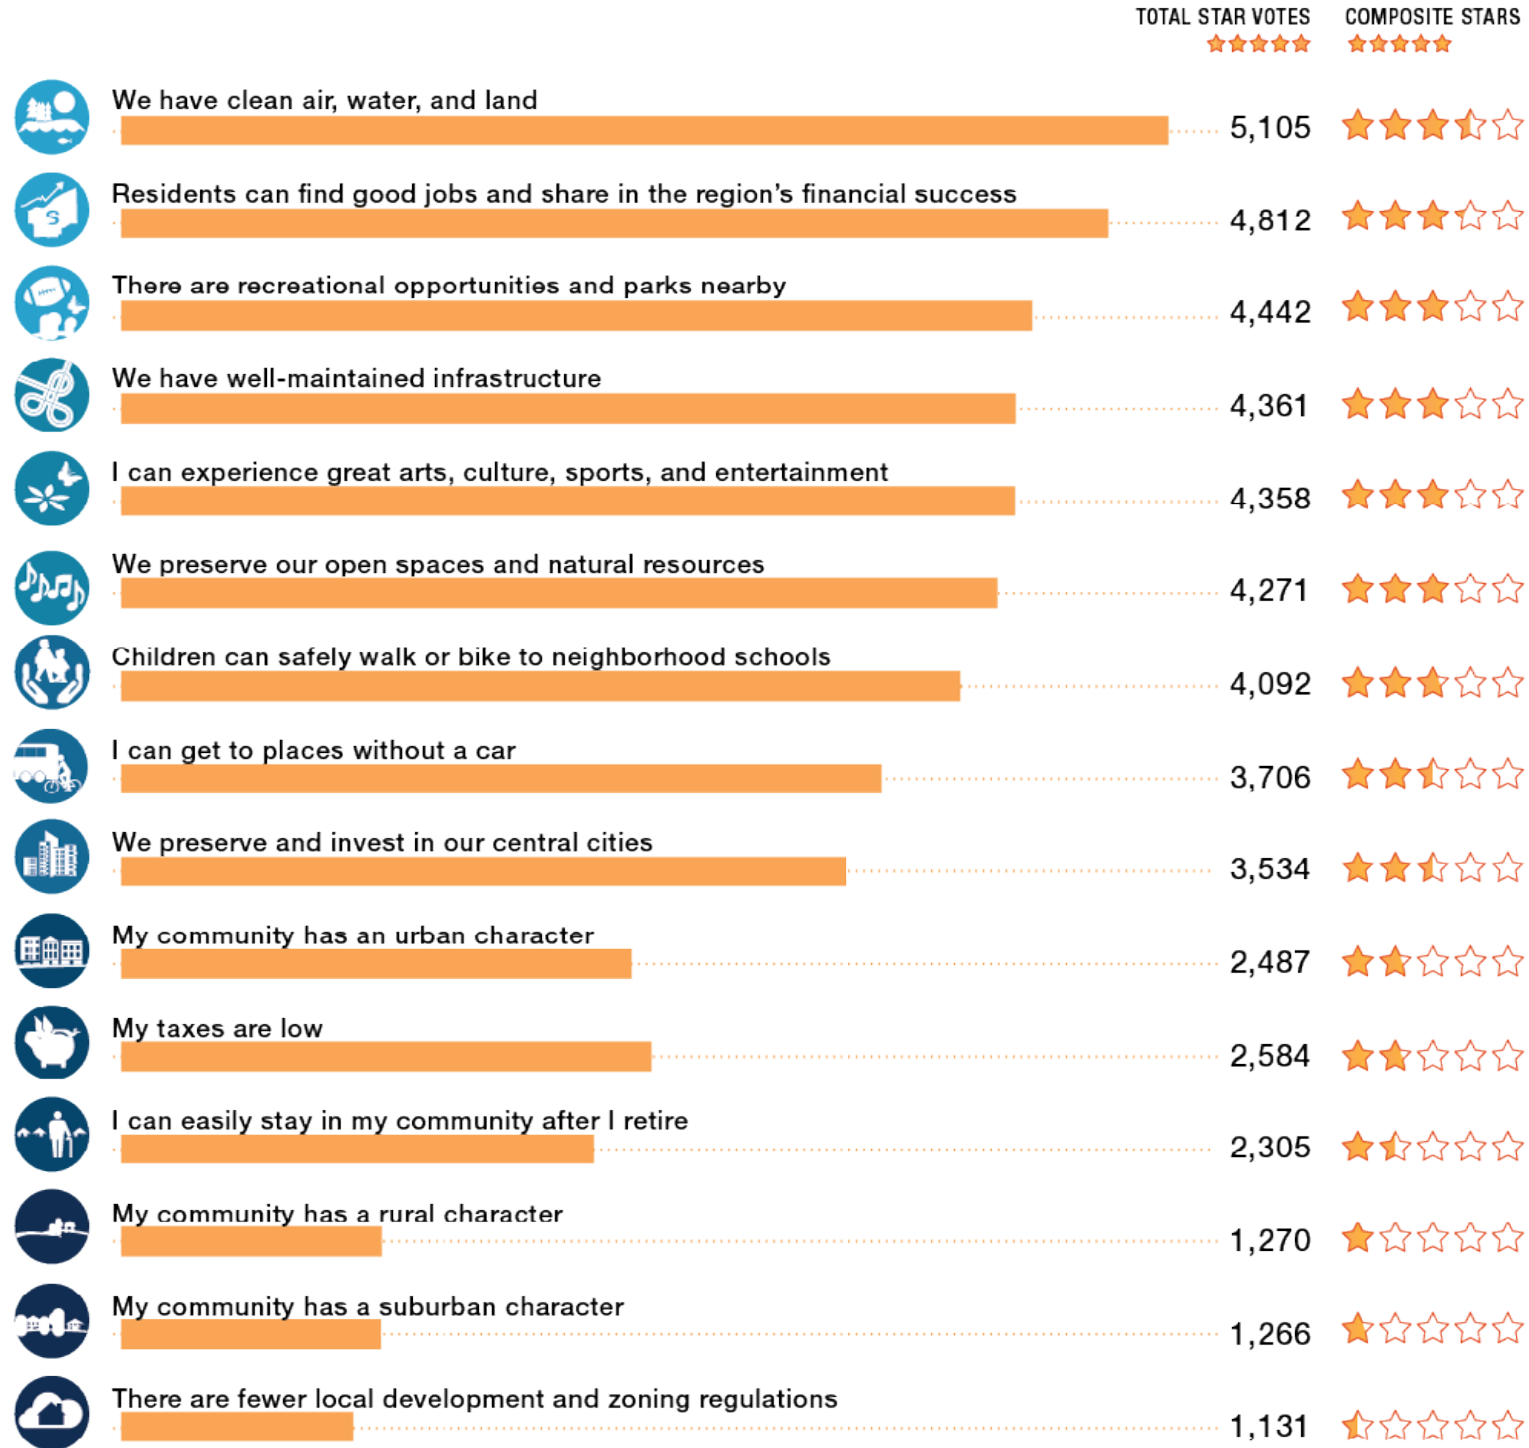 TOTAL STAR VOTES COMPOSITE STARS
We have clean air, water, and land
5,105
Residents can find good jobs and share in the region's financial success
4,812
There are recreational opportunities and parks nearby
4,442
We have well-maintained infrastructure
4,361
I can experience great arts, culture, sports, and entertainment
4,358
We preserve our open spaces and natural resources
4,271
Children can safely walk or bike to neighborhood schools
4,092
I can get to places without a car
3,706
We preserve and invest in our central cities
3,534
My community has an urban character
2,487
My taxes are low
2,584
I can easily stay in my community after I retire
2,305
My community has a rural character
1,270
My community has a suburban character
1,266
There are fewer local development and zoning regulations
1,131